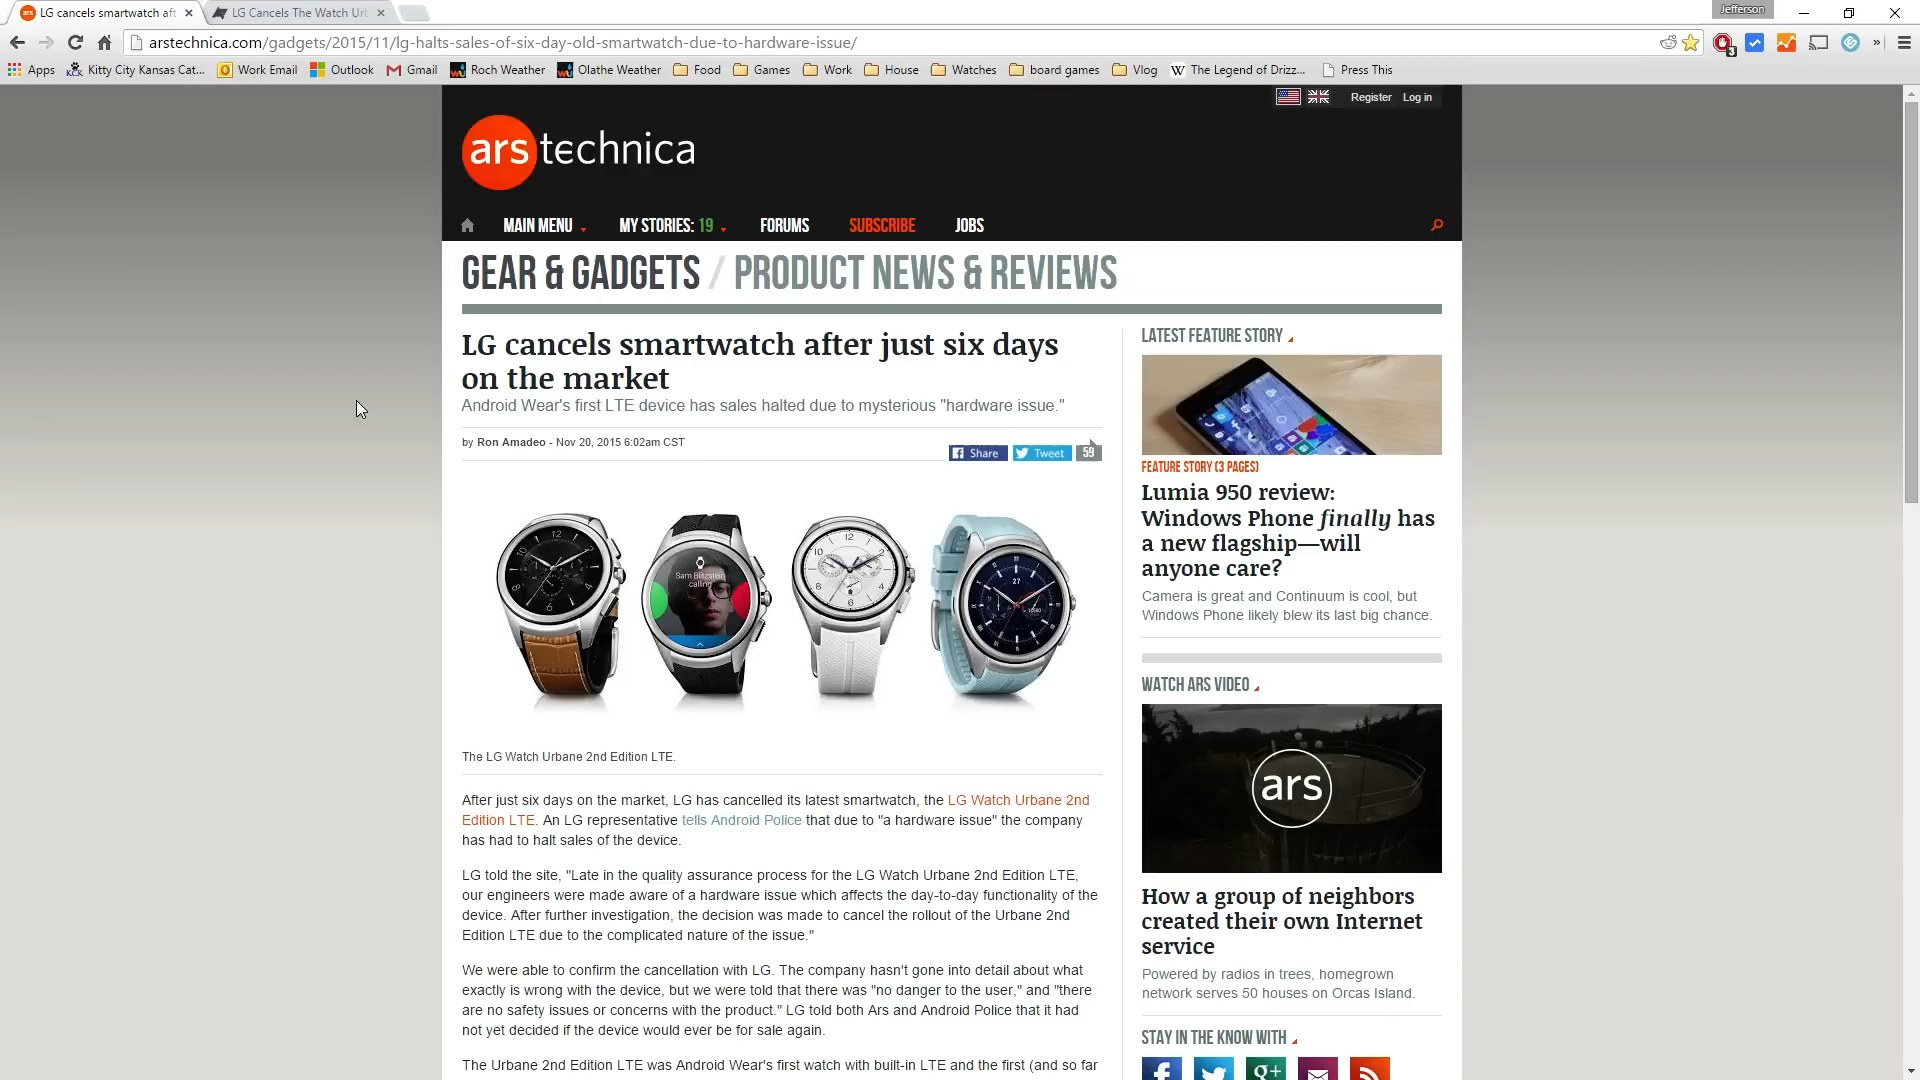 LG cancels smartwatch aft
LG Cancels The Watch Ur
Jefferson
arstechnica.com/gadgets/2015/11/lg-halts-sales-of-six-day-old-smartwatch-due-to-hardware-issue/
3
Apps Kitty City Kansas Cat... Work Email Outlook Gmail Roch Weather Olathe Weather Food Games Work House Watches board games Vlog The Legend of Drizz... Press This
Register Log in
ars technica
MAIN MENU MY STORIES: 19 FORUMS SUBSCRIBE JOBS
GEAR & GADGETS / PRODUCT NEWS & REVIEWS
LG cancels smartwatch after just six days
on the market
Android Wear's first LTE device has sales halted due to mysterious "hardware issue."
by Ron Amadeo - Nov 20, 2015 6:02am CST
Share Tweet 59
Sam Blitzstein
calling
The LG Watch Urbane 2nd Edition LTE.
After just six days on the market, LG has cancelled its latest smartwatch, the LG Watch Urbane 2nd
Edition LTE. An LG representative tells Android Police that due to "a hardware issue" the company
has had to halt sales of the device.
LG told the site, "Late in the quality assurance process for the LG Watch Urbane 2nd Edition LTE,
our engineers were made aware of a hardware issue which affects the day-to-day functionality of the
device. After further investigation, the decision was made to cancel the rollout of the Urbane 2nd
Edition LTE due to the complicated nature of the issue."
We were able to confirm the cancellation with LG. The company hasn't gone into detail about what
exactly is wrong with the device, but we were told that there was "no danger to the user," and "there
are no safety issues or concerns with the product." LG told both Ars and Android Police that it had
not yet decided if the device would ever be for sale again.
The Urbane 2nd Edition LTE was Android Wear's first watch with built-in LTE and the first (and so far
LATEST FEATURE STORY
FEATURE STORY (3 PAGES)
Lumia 950 review:
Windows Phone finally has
a new flagship—will
anyone care?
Camera is great and Continuum is cool, but
Windows Phone likely blew its last big chance.
WATCH ARS VIDEO
ars
How a group of neighbors
created their own Internet
service
Powered by radios in trees, homegrown
network serves 50 houses on Orcas Island.
STAY IN THE KNOW WITH